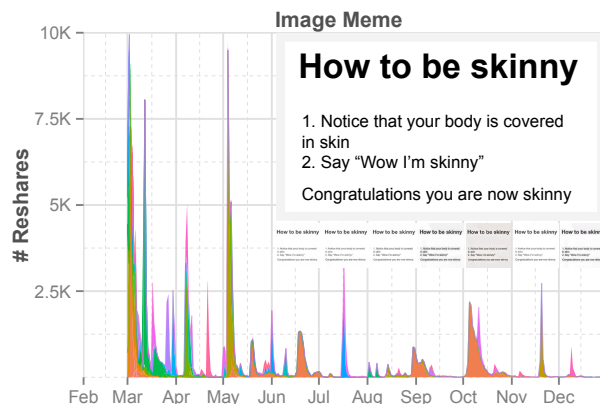 Image Meme
10K
7.5K
5K
2.5K
# Reshares
How to be skinny
1. Notice that your body is covered
in skin
2. Say “Wow I’m skinny”
Congratulations you are now skinny
How to be skinny How to be skinny How to be skinny How to be skinny How to be skinny How to be skinny How to be skinny
Feb Mar Apr May Jun Jul Aug Sep Oct Nov Dec